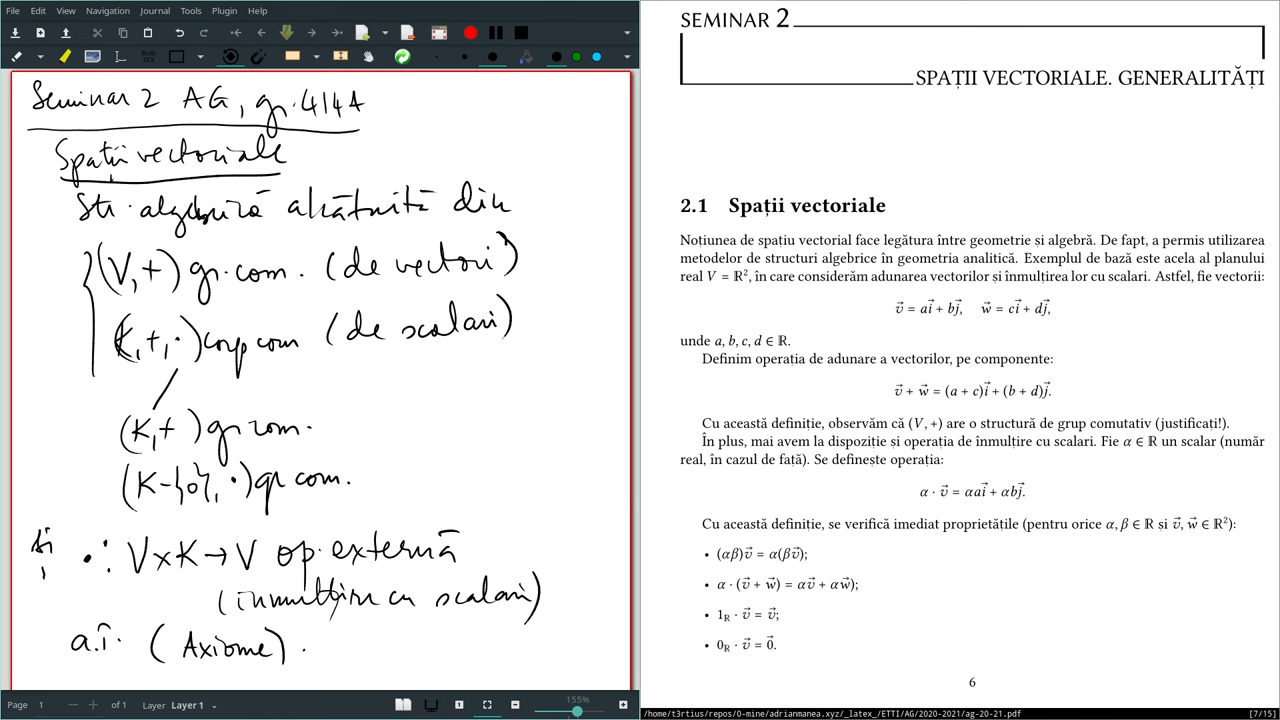 File Edit View Navigation Journal Tools Plugin Help
Seminar 2 AG, gr. 414A
Spații vectoriale
Str. algebrică alcătuită din
(V,+) gr. com. (de vectori)
(K,+,·) corp com (de scalari)
(K,+) gr. com.
(K-{0},·) gr com.
și
• : V×K→V op. externă
(înmulțire cu scalari)
a.î. (Axiome).
Page 1 of 1 Layer Layer 1 155%
SEMINAR 2
SPAȚII VECTORIALE. GENERALITĂȚI
2.1 Spații vectoriale
Noțiunea de spațiu vectorial face legătura între geometrie și algebră. De fapt, a permis utilizarea
metodelor de structuri algebrice în geometria analitică. Exemplul de bază este acela al planului
real V = ℝ², în care considerăm adunarea vectorilor și înmulțirea lor cu scalari. Astfel, fie vectorii:
v⃗ = ai⃗ + bj⃗, w⃗ = ci⃗ + dj⃗,
unde a, b, c, d ∈ ℝ.
Definim operația de adunare a vectorilor, pe componente:
v⃗ + w⃗ = (a + c)i⃗ + (b + d)j⃗.
Cu această definiție, observăm că (V, +) are o structură de grup comutativ (justificați!).
În plus, mai avem la dispoziție și operația de înmulțire cu scalari. Fie α ∈ ℝ un scalar (număr
real, în cazul de față). Se definește operația:
α · v⃗ = αai⃗ + αbj⃗.
Cu această definiție, se verifică imediat proprietățile (pentru orice α, β ∈ ℝ și v⃗, w⃗ ∈ ℝ²):
• (αβ)v⃗ = α(βv⃗);
• α · (v⃗ + w⃗) = αv⃗ + αw⃗);
• 1ℝ · v⃗ = v⃗;
• 0ℝ · v⃗ = 0⃗.
6
/home/t3rtius/repos/0-mine/adrianmanea.xyz/_latex_/ETTI/AG/2020-2021/ag-20-21.pdf [7/15]